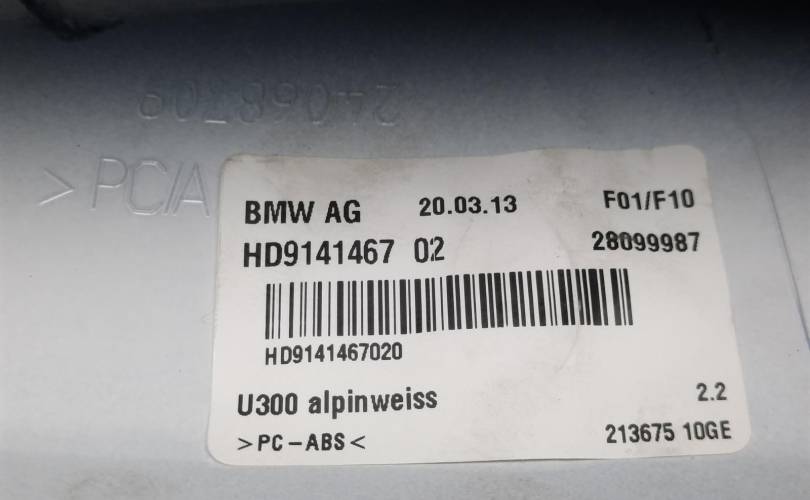 24068709
>PC/A
BMW AG 20.03.13 F01/F10
HD9141467 02 28099987
HD9141467020
U300 alpinweiss 2.2
>PC-ABS< 213675 10GE